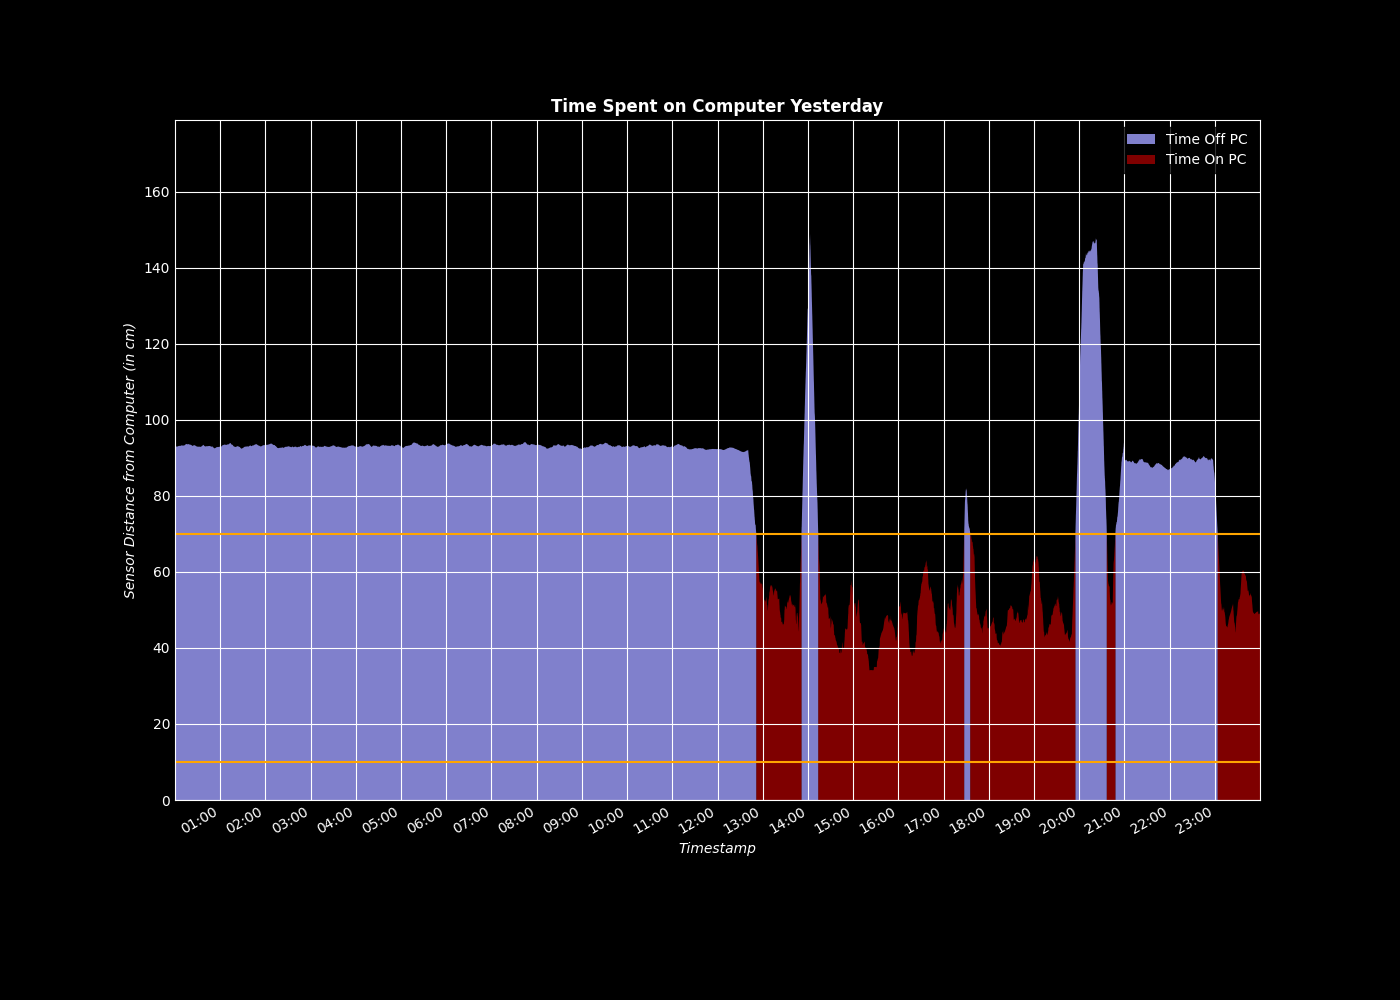 Time Spent on Computer Yesterday
Time Off PC
Time On PC
160
140
120
100
80
60
40
20
0
Sensor Distance from Computer (in cm)
01:00 02:00 03:00 04:00 05:00 06:00 07:00 08:00 09:00 10:00 11:00 12:00 13:00 14:00 15:00 16:00 17:00 18:00 19:00 20:00 21:00 22:00 23:00
Timestamp